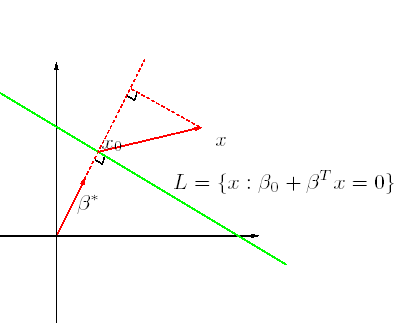 x₀
x
L = {x : β₀ + βᵀx = 0}
β*